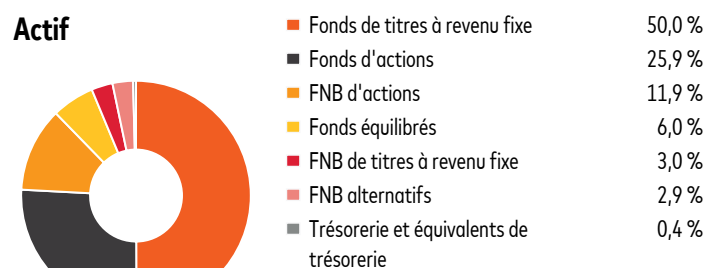 Actif
Fonds de titres à revenu fixe 50,0 %
Fonds d'actions 25,9 %
FNB d'actions 11,9 %
Fonds équilibrés 6,0 %
FNB de titres à revenu fixe 3,0 %
FNB alternatifs 2,9 %
Trésorerie et équivalents de 0,4 %
trésorerie